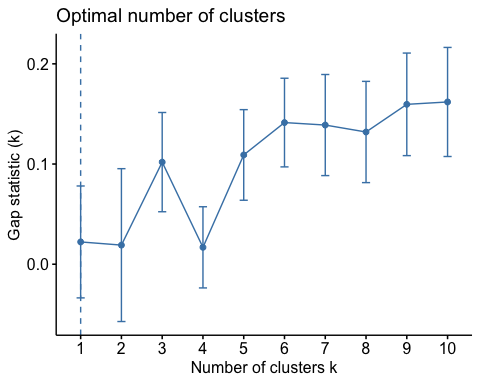 Optimal number of clusters
Gap statistic (k)
0.2
0.1
0.0
1 2 3 4 5 6 7 8 9 10
Number of clusters k